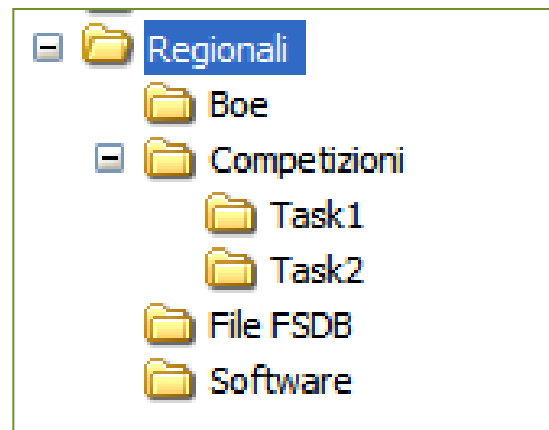 Regionali
Boe
Competizioni
Task1
Task2
File FSDB
Software